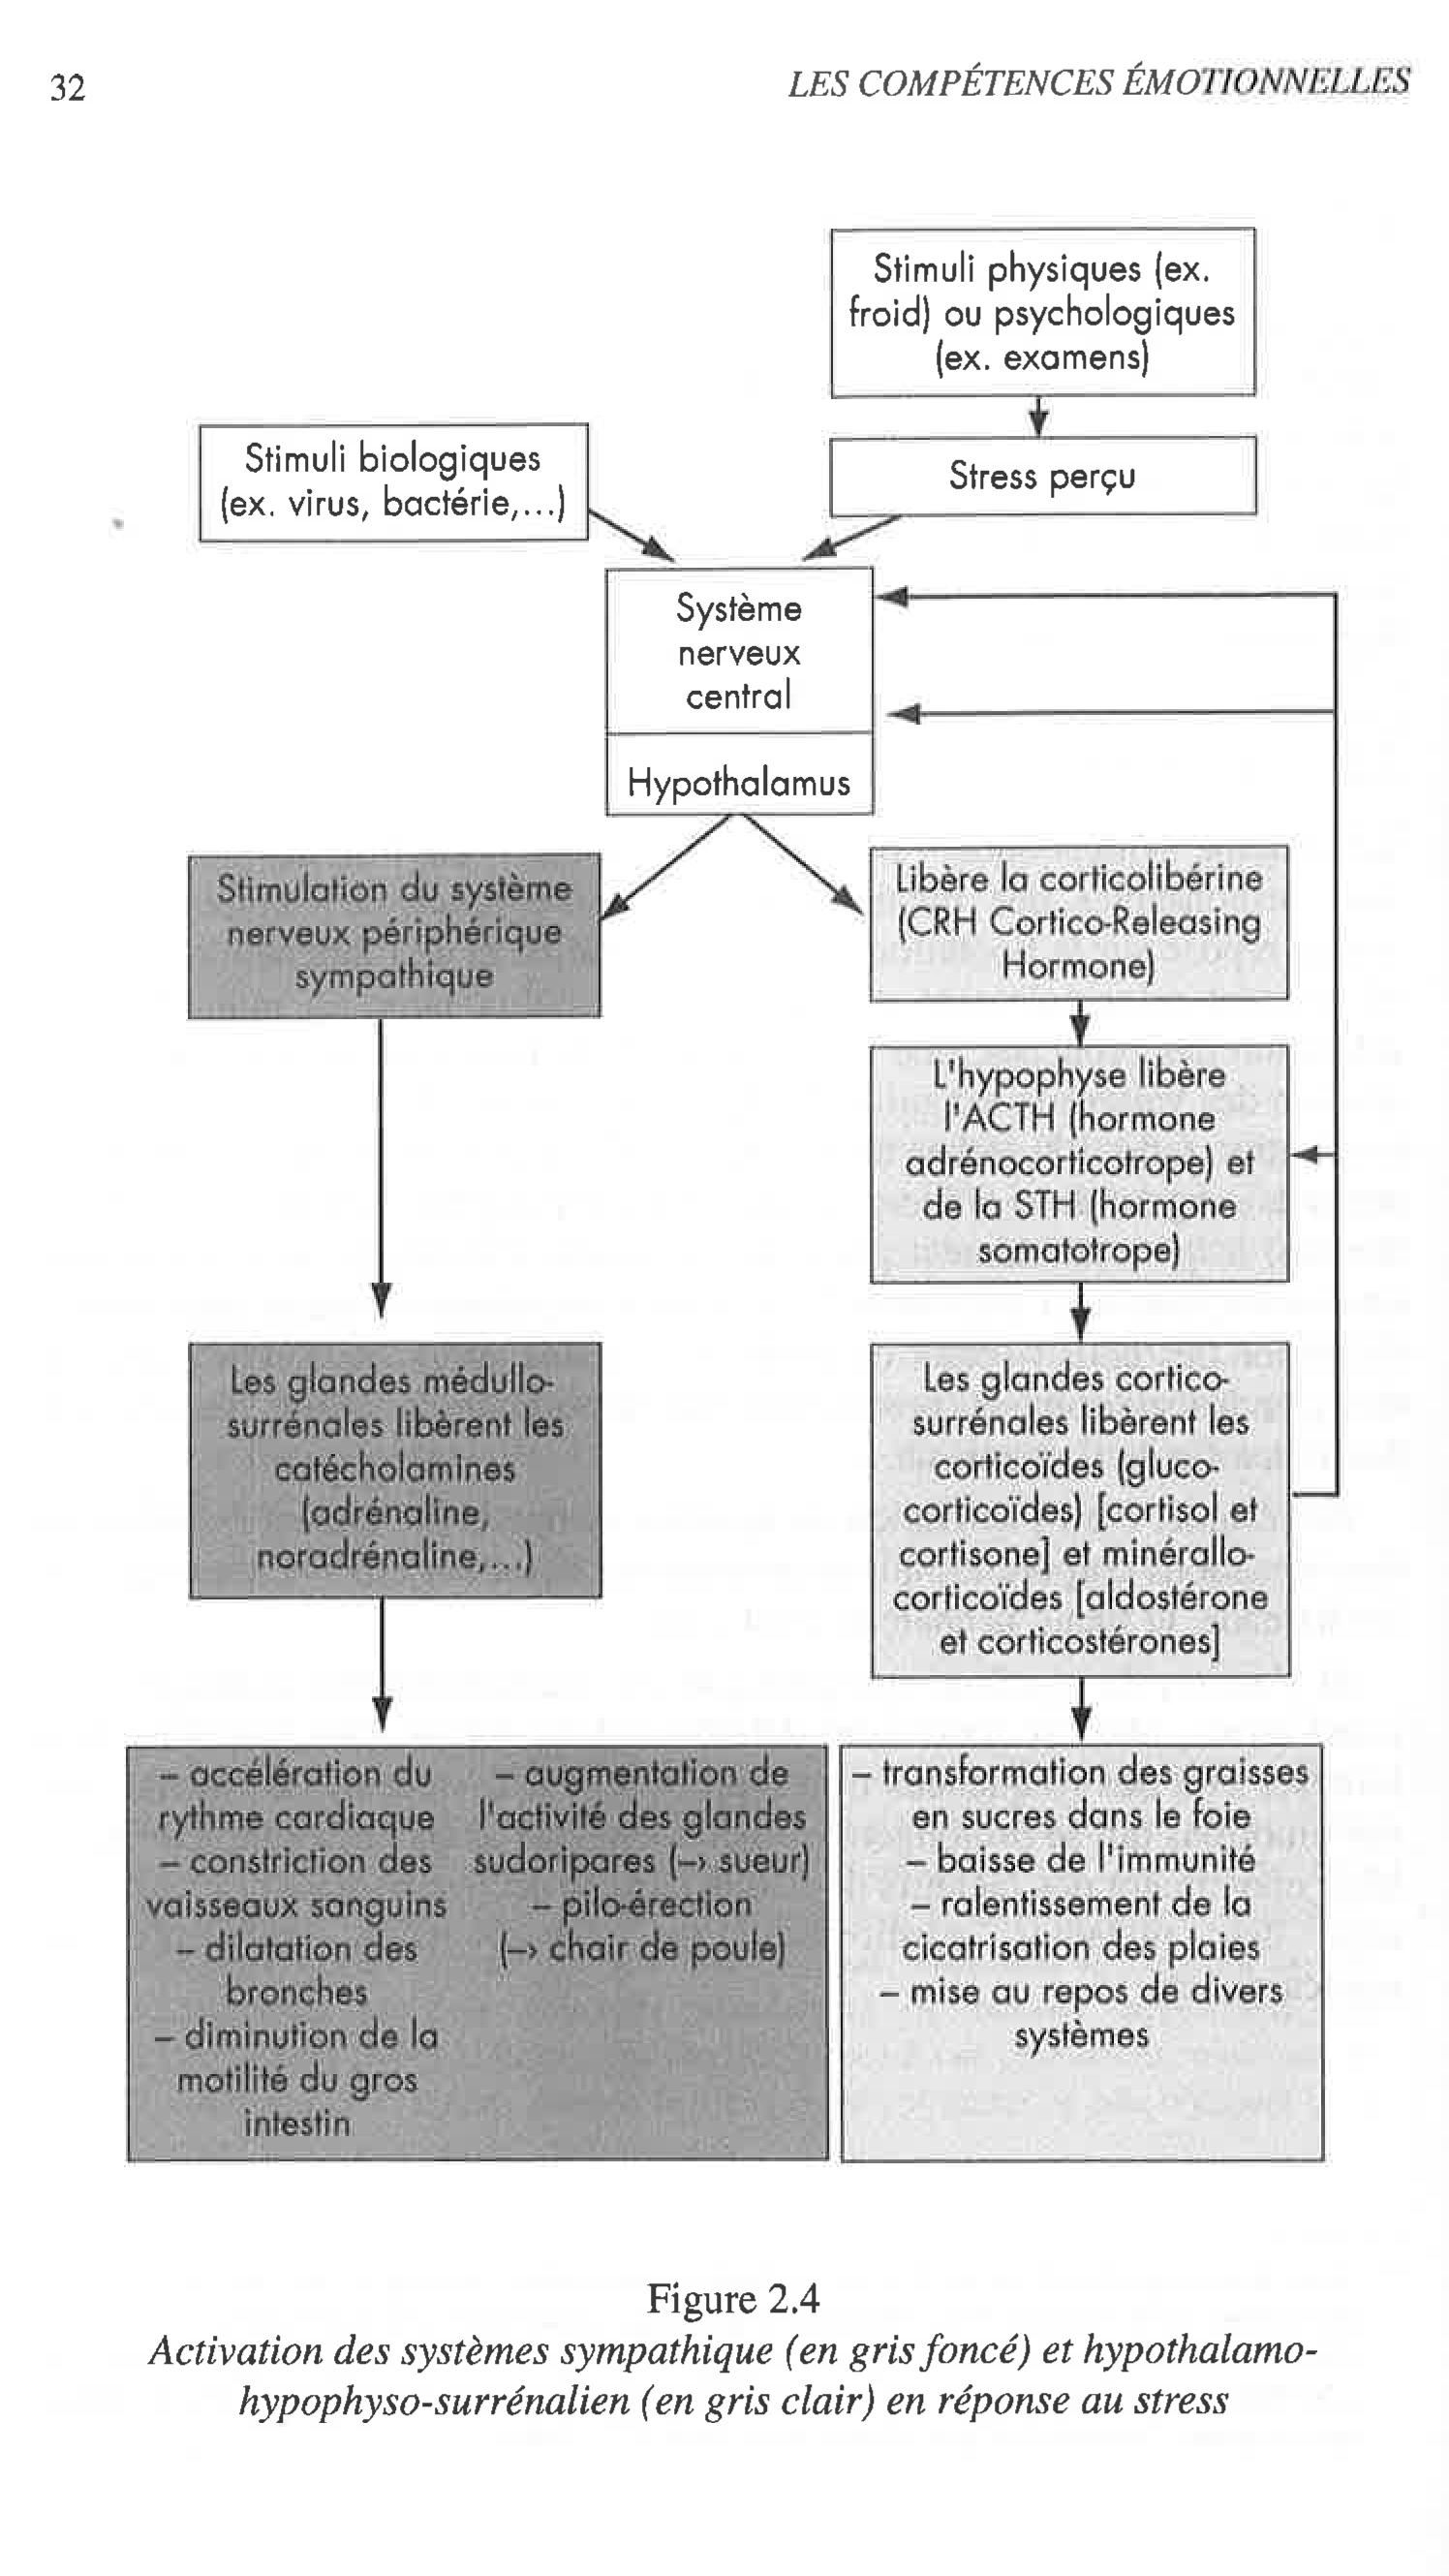 32
LES COMPÉTENCES ÉMOTIONNELLES
Stimuli physiques (ex.
froid) ou psychologiques
(ex. examens)
Stimuli biologiques
(ex. virus, bactérie,...)
Stress perçu
Système
nerveux
central
Hypothalamus
Stimulation du système
nerveux périphérique
sympathique
Libère la corticolibérine
(CRH Cortico-Releasing
Hormone)
L'hypophyse libère
l'ACTH (hormone
adrénocorticotrope) et
de la STH (hormone
somatotrope)
Les glandes médullo-
surrénales libèrent les
catécholamines
(adrénaline,
noradrénaline,...)
Les glandes cortico-
surrénales libèrent les
corticoïdes (gluco-
corticoïdes) [cortisol et
cortisone] et minérallo-
corticoïdes [aldostérone
et corticostérones]
– accélération du
rythme cardiaque
– constriction des
vaisseaux sanguins
– dilatation des
bronches
– diminution de la
motilité du gros
intestin
– augmentation de
l'activité des glandes
sudoripares (–> sueur)
– pilo-érection
(–> chair de poule)
– transformation des graisses
en sucres dans le foie
– baisse de l'immunité
– ralentissement de la
cicatrisation des plaies
– mise au repos de divers
systèmes
Figure 2.4
Activation des systèmes sympathique (en gris foncé) et hypothalamo-
hypophyso-surrénalien (en gris clair) en réponse au stress